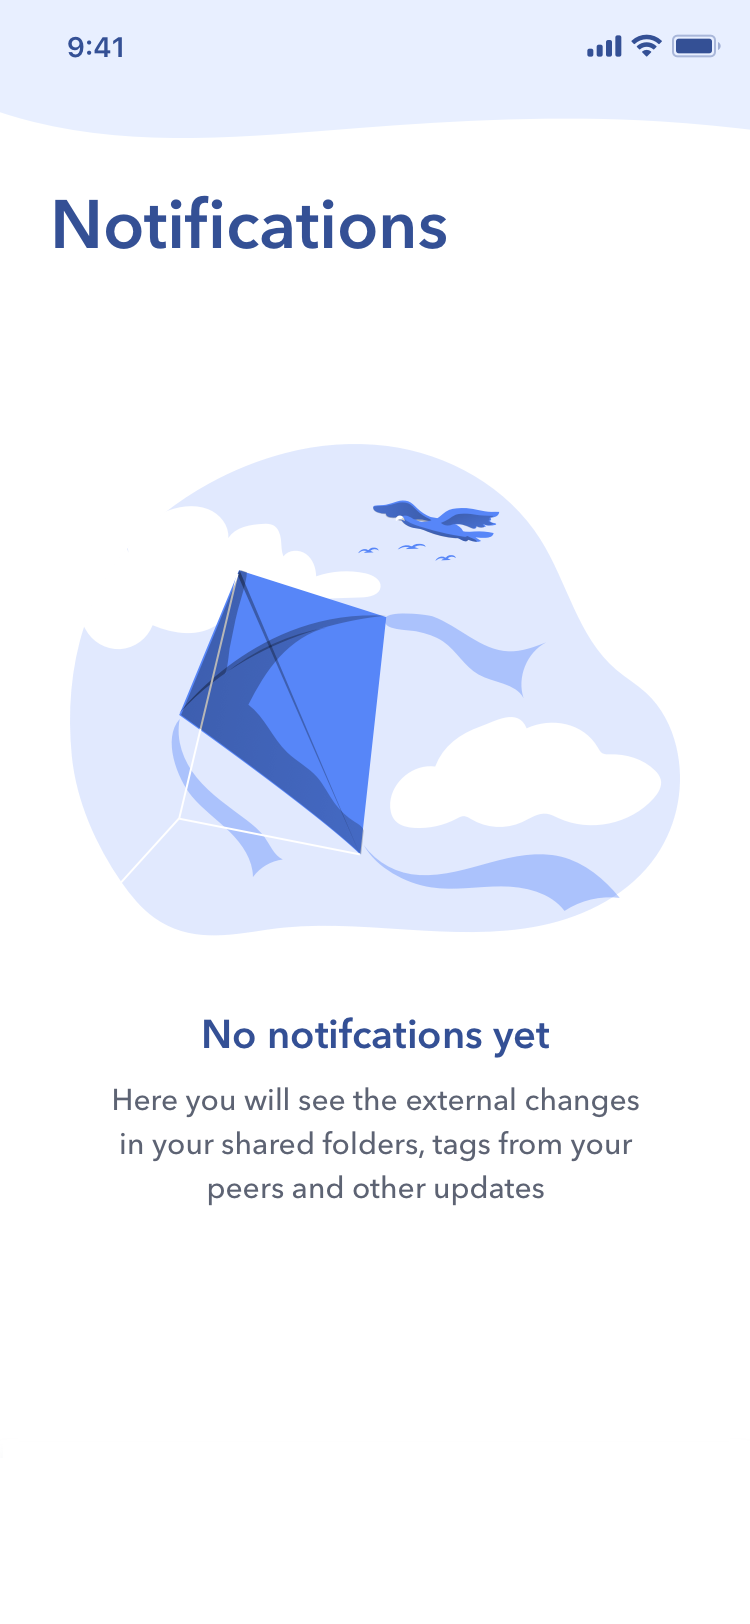 9:41
Notifications
No notifcations yet
Here you will see the external changes
in your shared folders, tags from your
peers and other updates